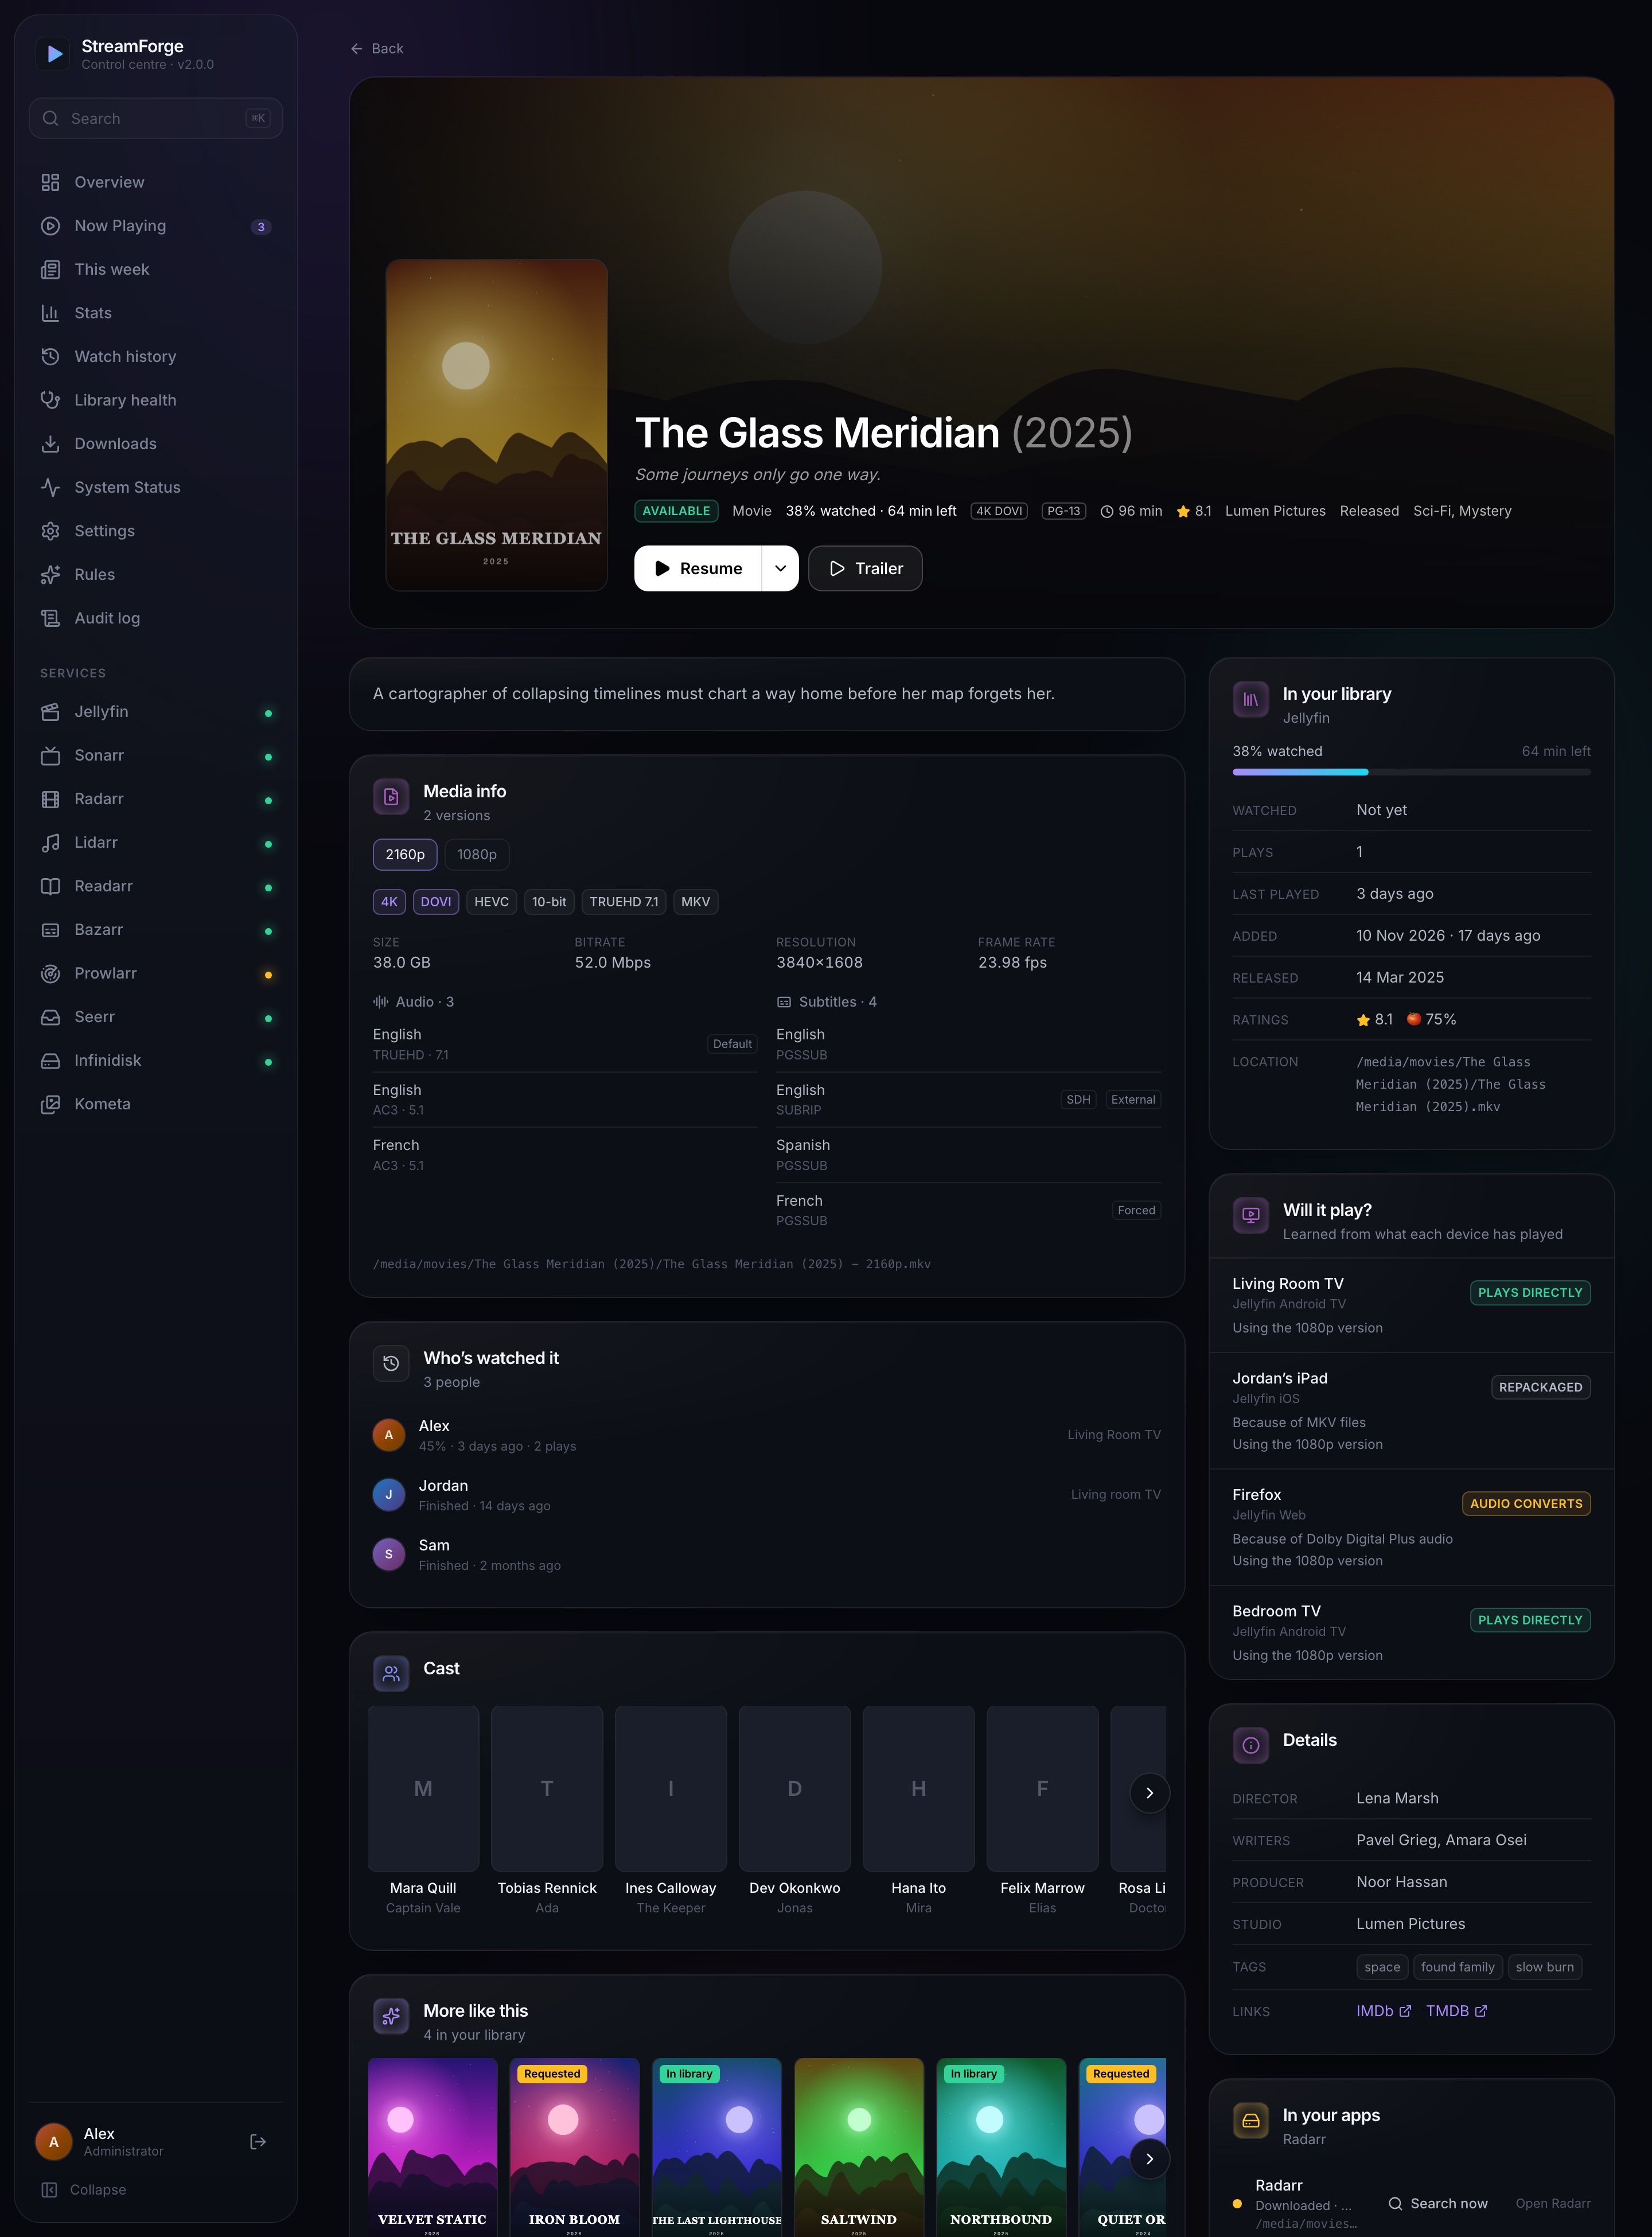 StreamForge
Control centre · v2.0.0
Search
⌘K
Overview
Now Playing
3
This week
Stats
Watch history
Library health
Downloads
System Status
Settings
Rules
Audit log
SERVICES
Jellyfin
Sonarr
Radarr
Lidarr
Readarr
Bazarr
Prowlarr
Seerr
Infinidisk
Kometa
A
Alex
Administrator
Collapse
Back
THE GLASS MERIDIAN
2025
The Glass Meridian (2025)
Some journeys only go one way.
AVAILABLE Movie 38% watched · 64 min left 4K DOVI PG-13 96 min 8.1 Lumen Pictures Released Sci-Fi, Mystery
Resume
Trailer
A cartographer of collapsing timelines must chart a way home before her map forgets her.
Media info
2 versions
2160p 1080p
4K DOVI HEVC 10-bit TRUEHD 7.1 MKV
SIZE BITRATE RESOLUTION FRAME RATE
38.0 GB 52.0 Mbps 3840×1608 23.98 fps
Audio · 3
English
TRUEHD · 7.1
Default
English
AC3 · 5.1
French
AC3 · 5.1
Subtitles · 4
English
PGSSUB
English
SUBRIP
SDH External
Spanish
PGSSUB
French
PGSSUB
Forced
/media/movies/The Glass Meridian (2025)/The Glass Meridian (2025) — 2160p.mkv
Who’s watched it
3 people
A
Alex
45% · 3 days ago · 2 plays
Living Room TV
J
Jordan
Finished · 14 days ago
Living room TV
S
Sam
Finished · 2 months ago
Cast
M T I D H F
Mara Quill Tobias Rennick Ines Calloway Dev Okonkwo Hana Ito Felix Marrow Rosa Li
Captain Vale Ada The Keeper Jonas Mira Elias Doctor
More like this
4 in your library
Requested In library In library Requested
VELVET STATIC IRON BLOOM THE LAST LIGHTHOUSE SALTWIND NORTHBOUND QUIET OR
In your library
Jellyfin
38% watched 64 min left
WATCHED Not yet
PLAYS 1
LAST PLAYED 3 days ago
ADDED 10 Nov 2026 · 17 days ago
RELEASED 14 Mar 2025
RATINGS 8.1 75%
LOCATION /media/movies/The Glass
Meridian (2025)/The Glass
Meridian (2025).mkv
Will it play?
Learned from what each device has played
Living Room TV
Jellyfin Android TV
PLAYS DIRECTLY
Using the 1080p version
Jordan’s iPad
Jellyfin iOS
REPACKAGED
Because of MKV files
Using the 1080p version
Firefox
Jellyfin Web
AUDIO CONVERTS
Because of Dolby Digital Plus audio
Using the 1080p version
Bedroom TV
Jellyfin Android TV
PLAYS DIRECTLY
Using the 1080p version
Details
DIRECTOR Lena Marsh
WRITERS Pavel Grieg, Amara Osei
PRODUCER Noor Hassan
STUDIO Lumen Pictures
TAGS space found family slow burn
LINKS IMDb TMDB
In your apps
Radarr
Radarr
Downloaded · ...
/media/movies…
Search now
Open Radarr